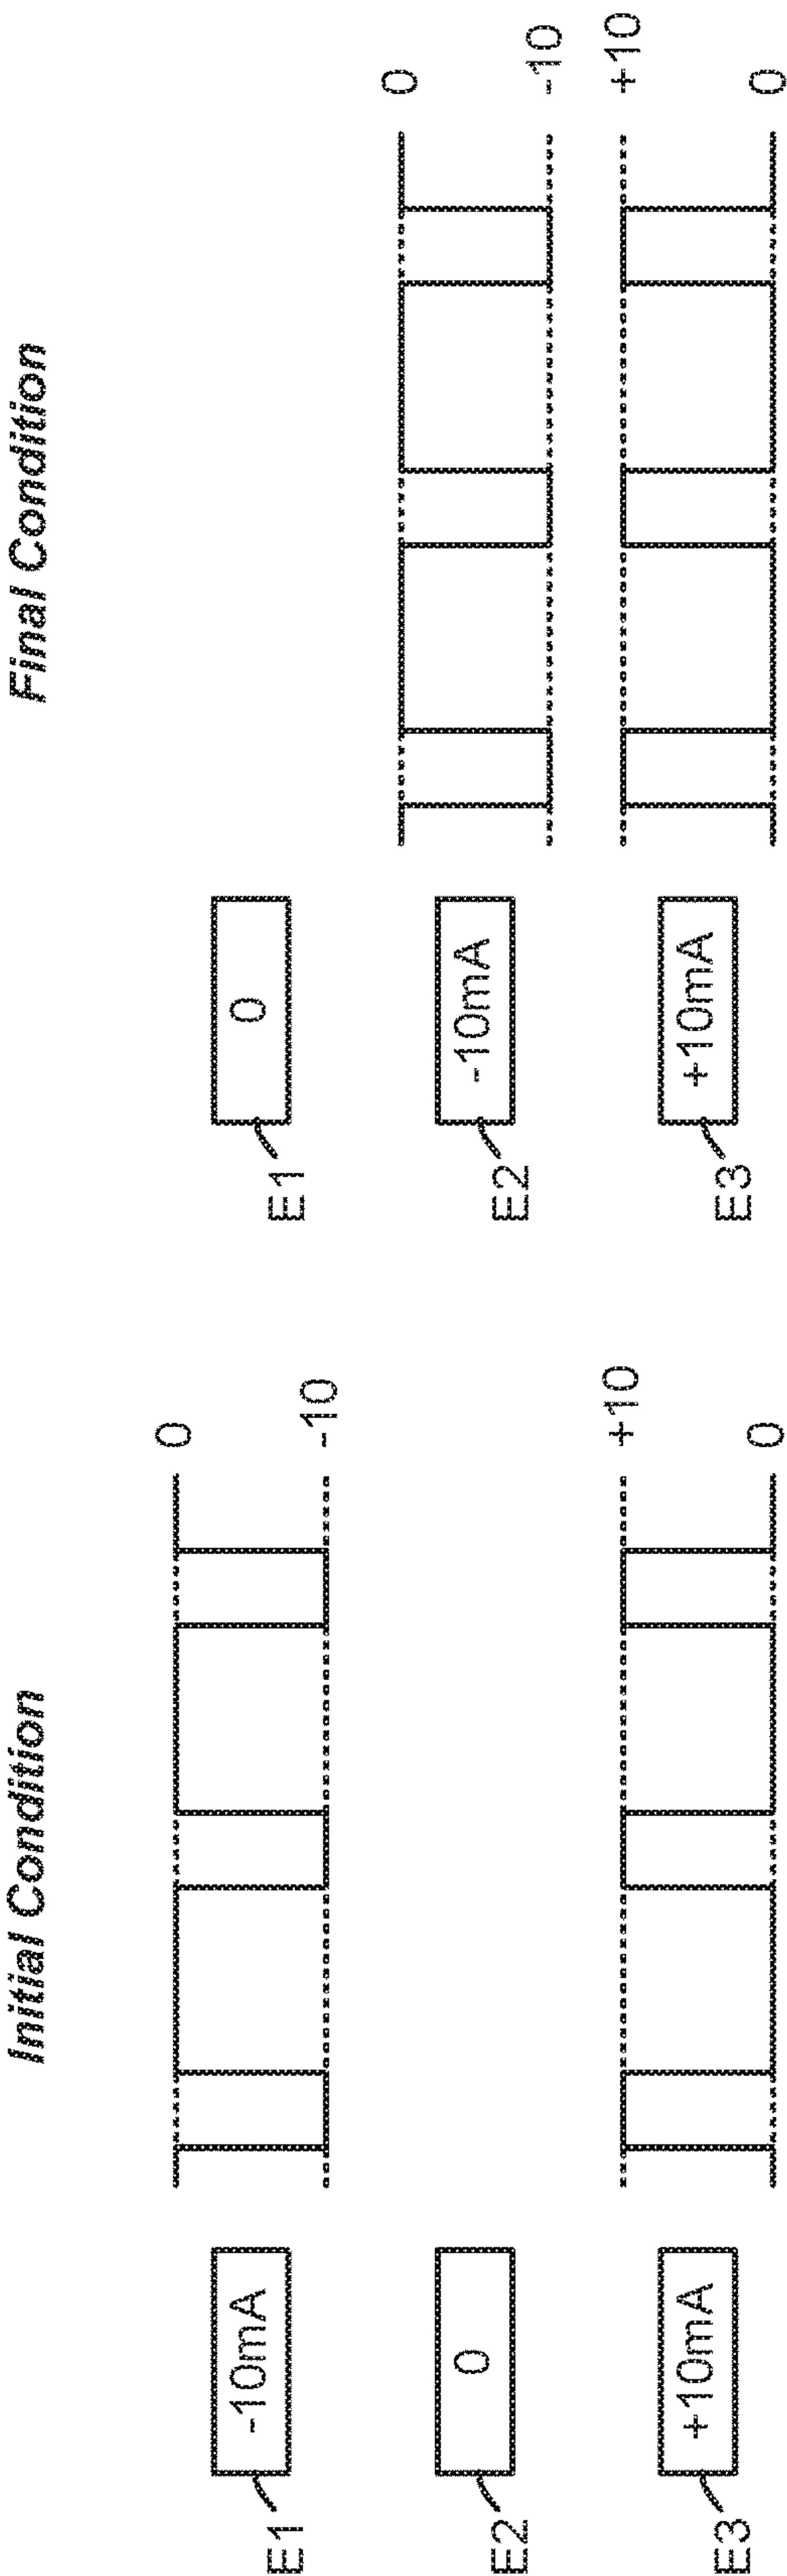 Initial Condition
E1
-10mA
0
-10
E2
0
E3
+10mA
+10
0
Final Condition
E1
0
E2
-10mA
0
-10
E3
+10mA
+10
0